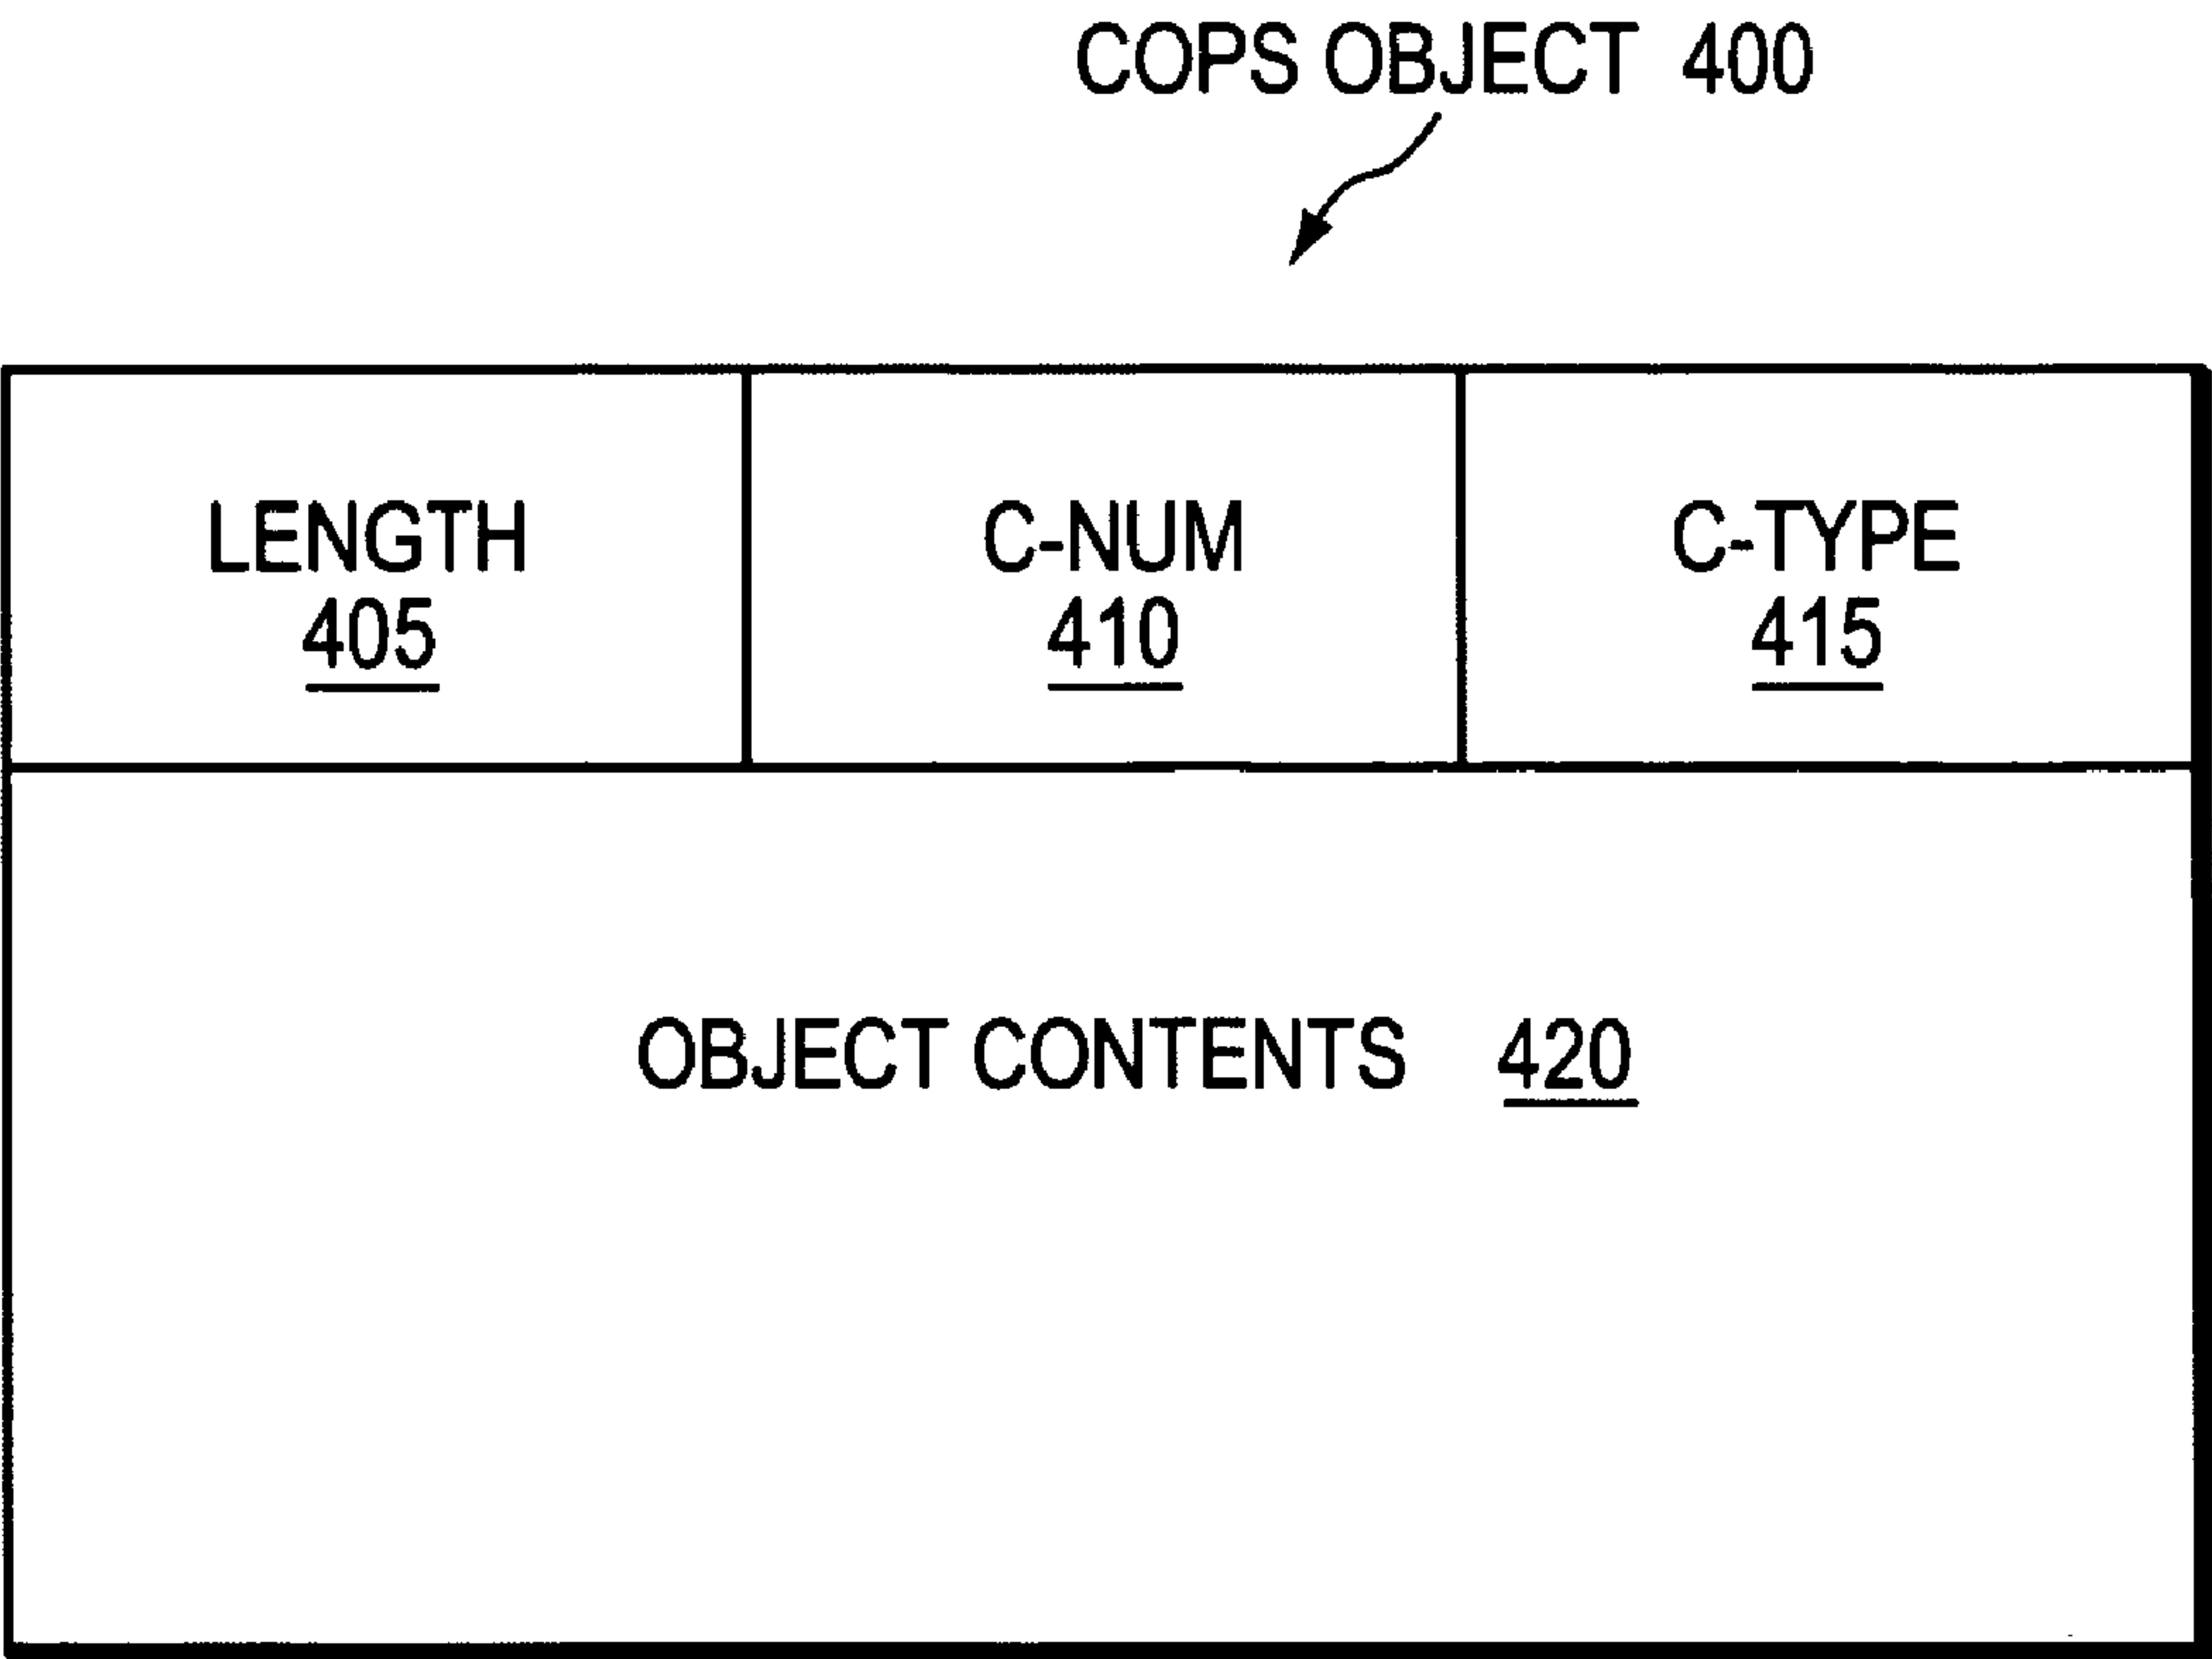 COPS OBJECT 400
LENGTH
405
C-NUM
410
C-TYPE
415
OBJECT CONTENTS 420